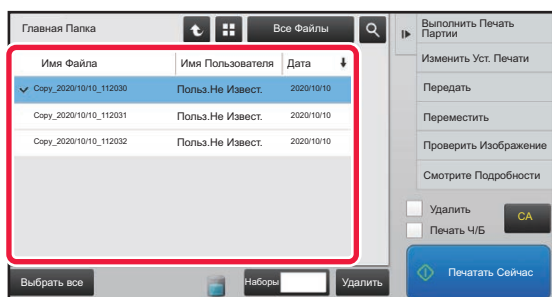 Главная Папка
Все Файлы
Имя Файла Имя Пользователя Дата
Copy_2020/10/10_112030 Польз.Не Извест. 2020/10/10
Copy_2020/10/10_112031 Польз.Не Извест. 2020/10/10
Copy_2020/10/10_112032 Польз.Не Извест. 2020/10/10
Выбрать все
Наборы
Удалить
Выполнить Печать
Партии
Изменить Уст. Печати
Передать
Переместить
Проверить Изображение
Смотрите Подробности
Удалить
Печать Ч/Б
CA
Печатать Сейчас